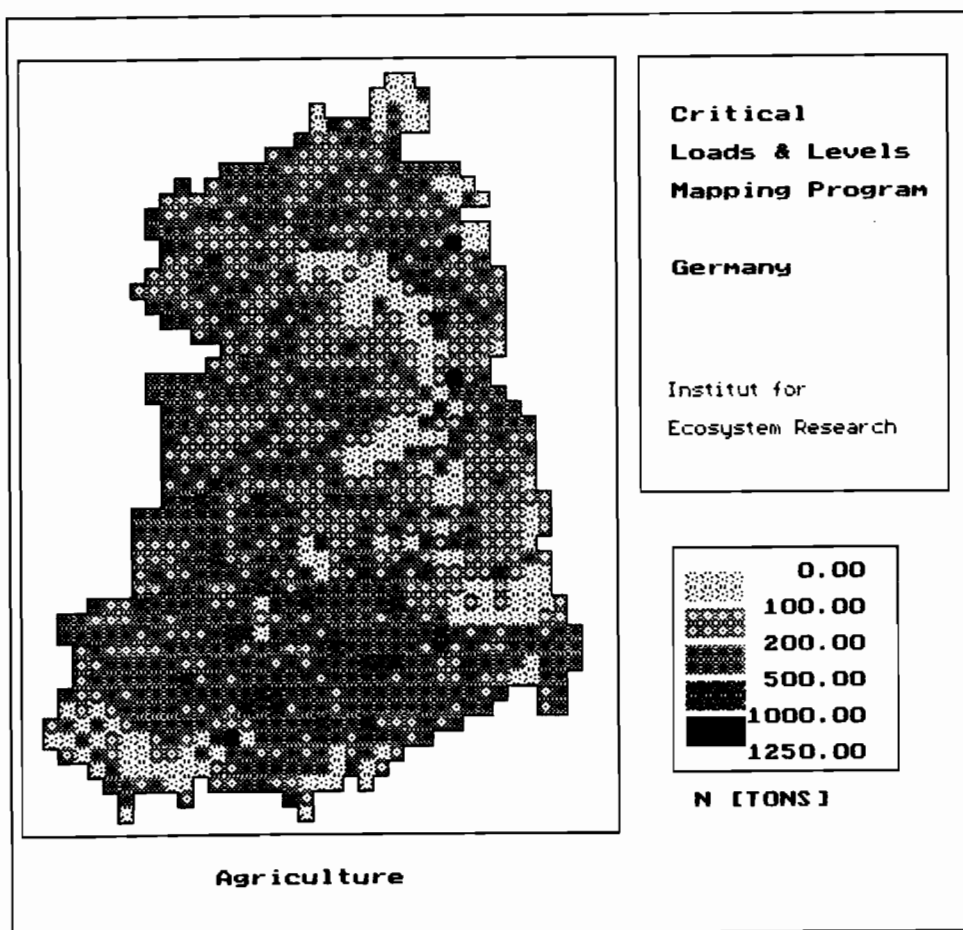 Critical
Loads & Levels
Mapping Program
Germany
Institut for
Ecosystem Research
0.00
100.00
200.00
500.00
1000.00
1250.00
N [TONS]
Agriculture